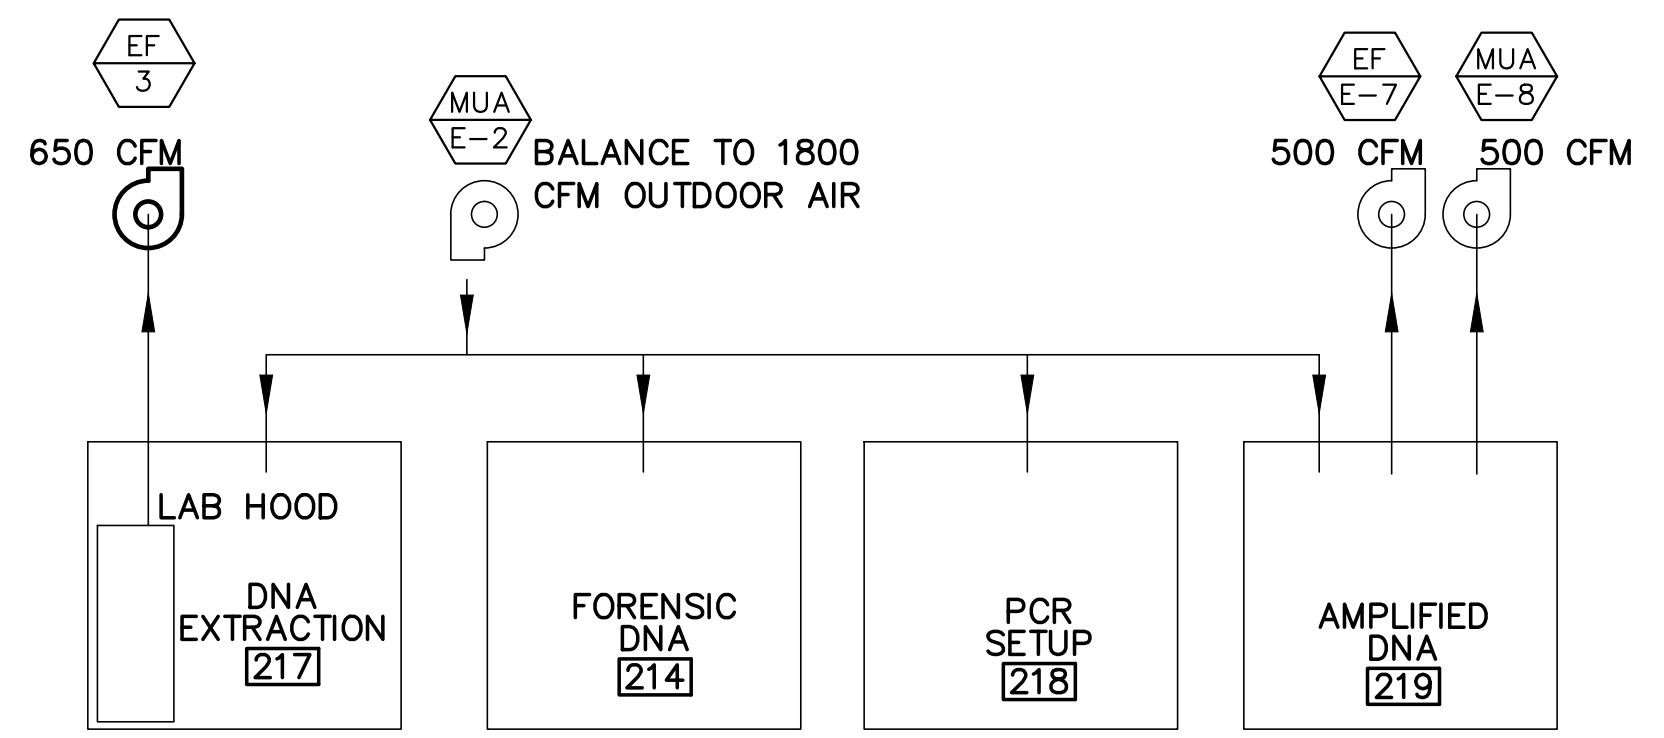 EF
3
650 CFM
MUA
E-2
BALANCE TO 1800
CFM OUTDOOR AIR
EF
E-7
500 CFM
MUA
E-8
500 CFM
LAB HOOD
DNA
EXTRACTION
217
FORENSIC
DNA
214
PCR
SETUP
218
AMPLIFIED
DNA
219